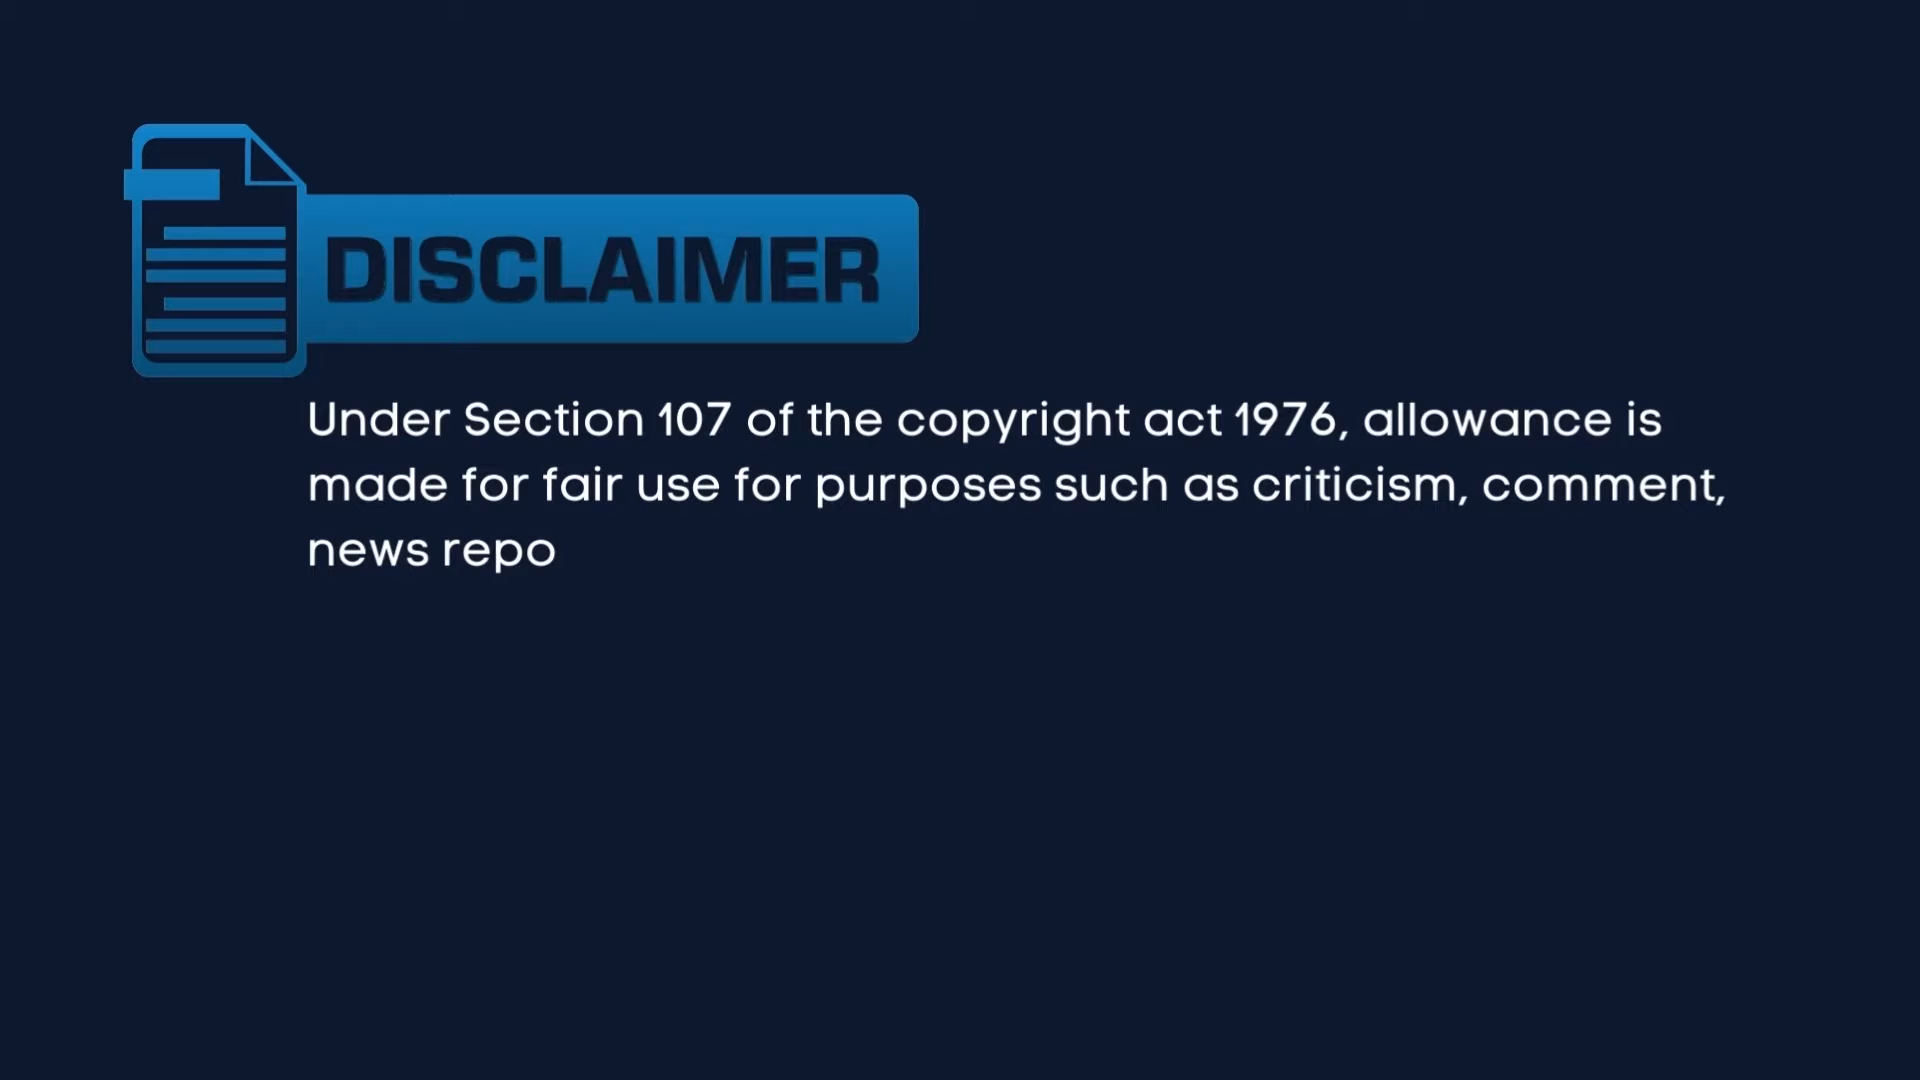 DISCLAIMER
Under Section 107 of the copyright act 1976, allowance is
made for fair use for purposes such as criticism, comment,
news repo